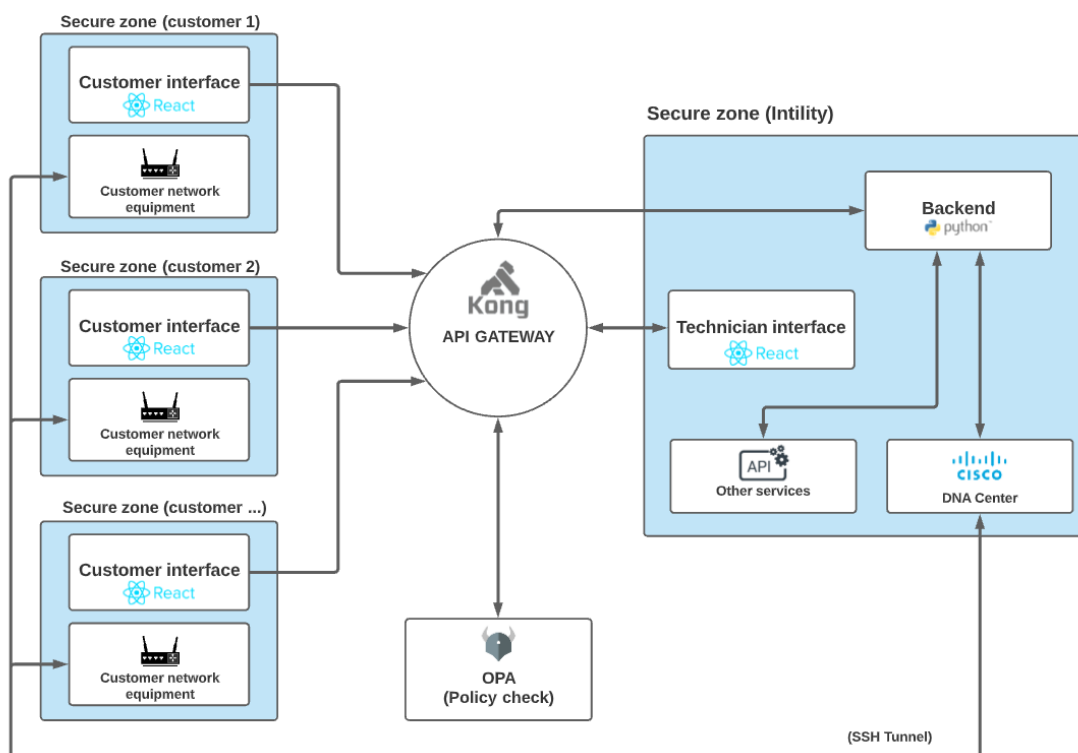 Secure zone (customer 1)
Customer interface
React
Customer network
equipment
Secure zone (customer 2)
Customer interface
React
Customer network
equipment
Secure zone (customer ...)
Customer interface
React
Customer network
equipment
Kong
API GATEWAY
OPA
(Policy check)
Secure zone (Intility)
Backend
python™
Technician interface
React
API
Other services
CISCO
DNA Center
(SSH Tunnel)